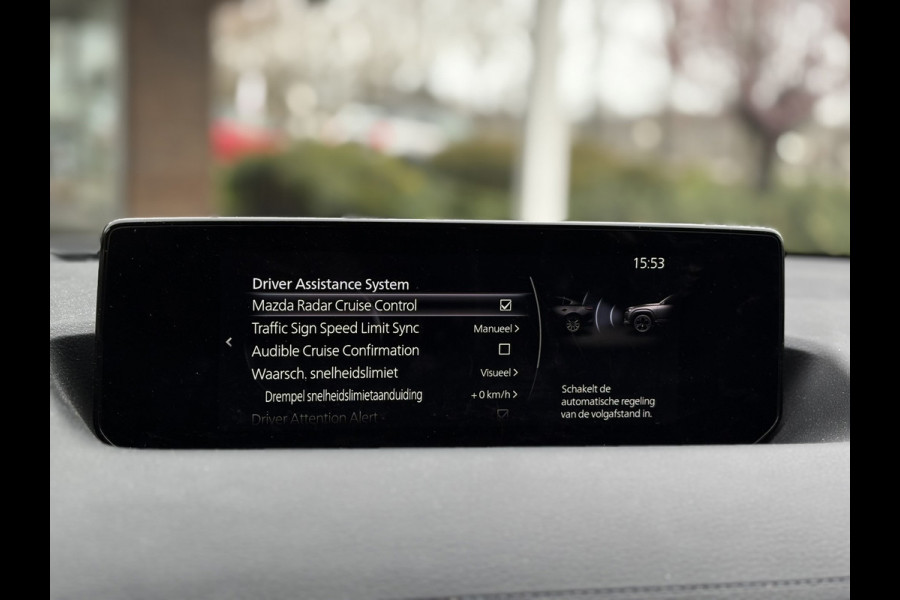 15:53
Driver Assistance System
Mazda Radar Cruise Control
Traffic Sign Speed Limit Sync Manueel
Audible Cruise Confirmation
Waarsch. snelheidslimiet Visueel
Drempel snelheidslimietaanduiding + 0 km/h
Driver Attention Alert
Schakelt de
automatische regeling
van de volgafstand in.